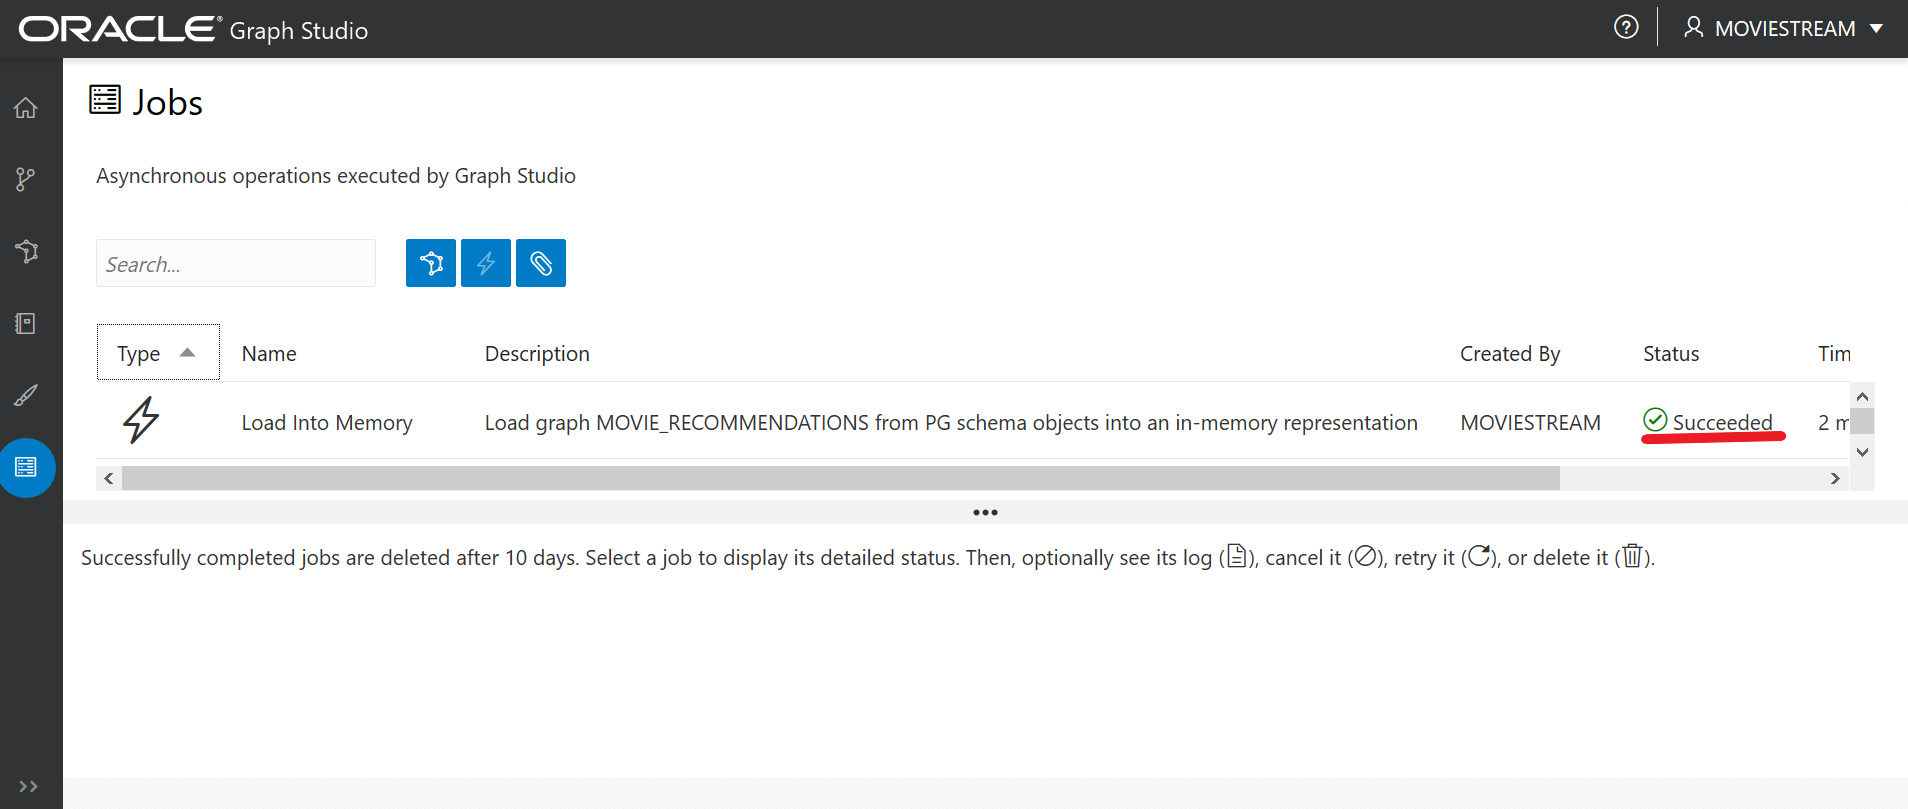 ORACLE® Graph Studio
MOVIESTREAM
Jobs
Asynchronous operations executed by Graph Studio
Search...
Type Name Description Created By Status Tim
Load Into Memory Load graph MOVIE_RECOMMENDATIONS from PG schema objects into an in-memory representation MOVIESTREAM Succeeded 2 m
Successfully completed jobs are deleted after 10 days. Select a job to display its detailed status. Then, optionally see its log (), cancel it (), retry it (), or delete it ().